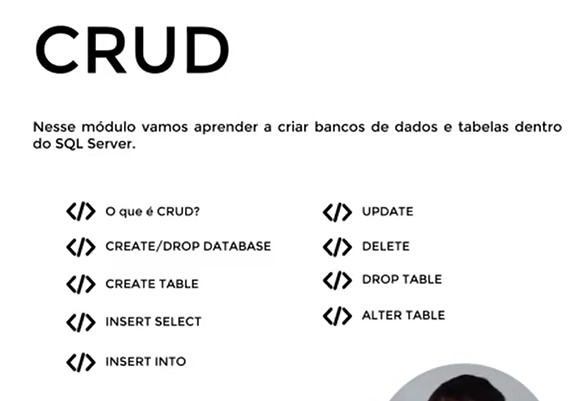 CRUD
Nesse módulo vamos aprender a criar bancos de dados e tabelas dentro
do SQL Server.
</> O que é CRUD?
</> CREATE/DROP DATABASE
</> CREATE TABLE
</> INSERT SELECT
</> INSERT INTO
</> UPDATE
</> DELETE
</> DROP TABLE
</> ALTER TABLE